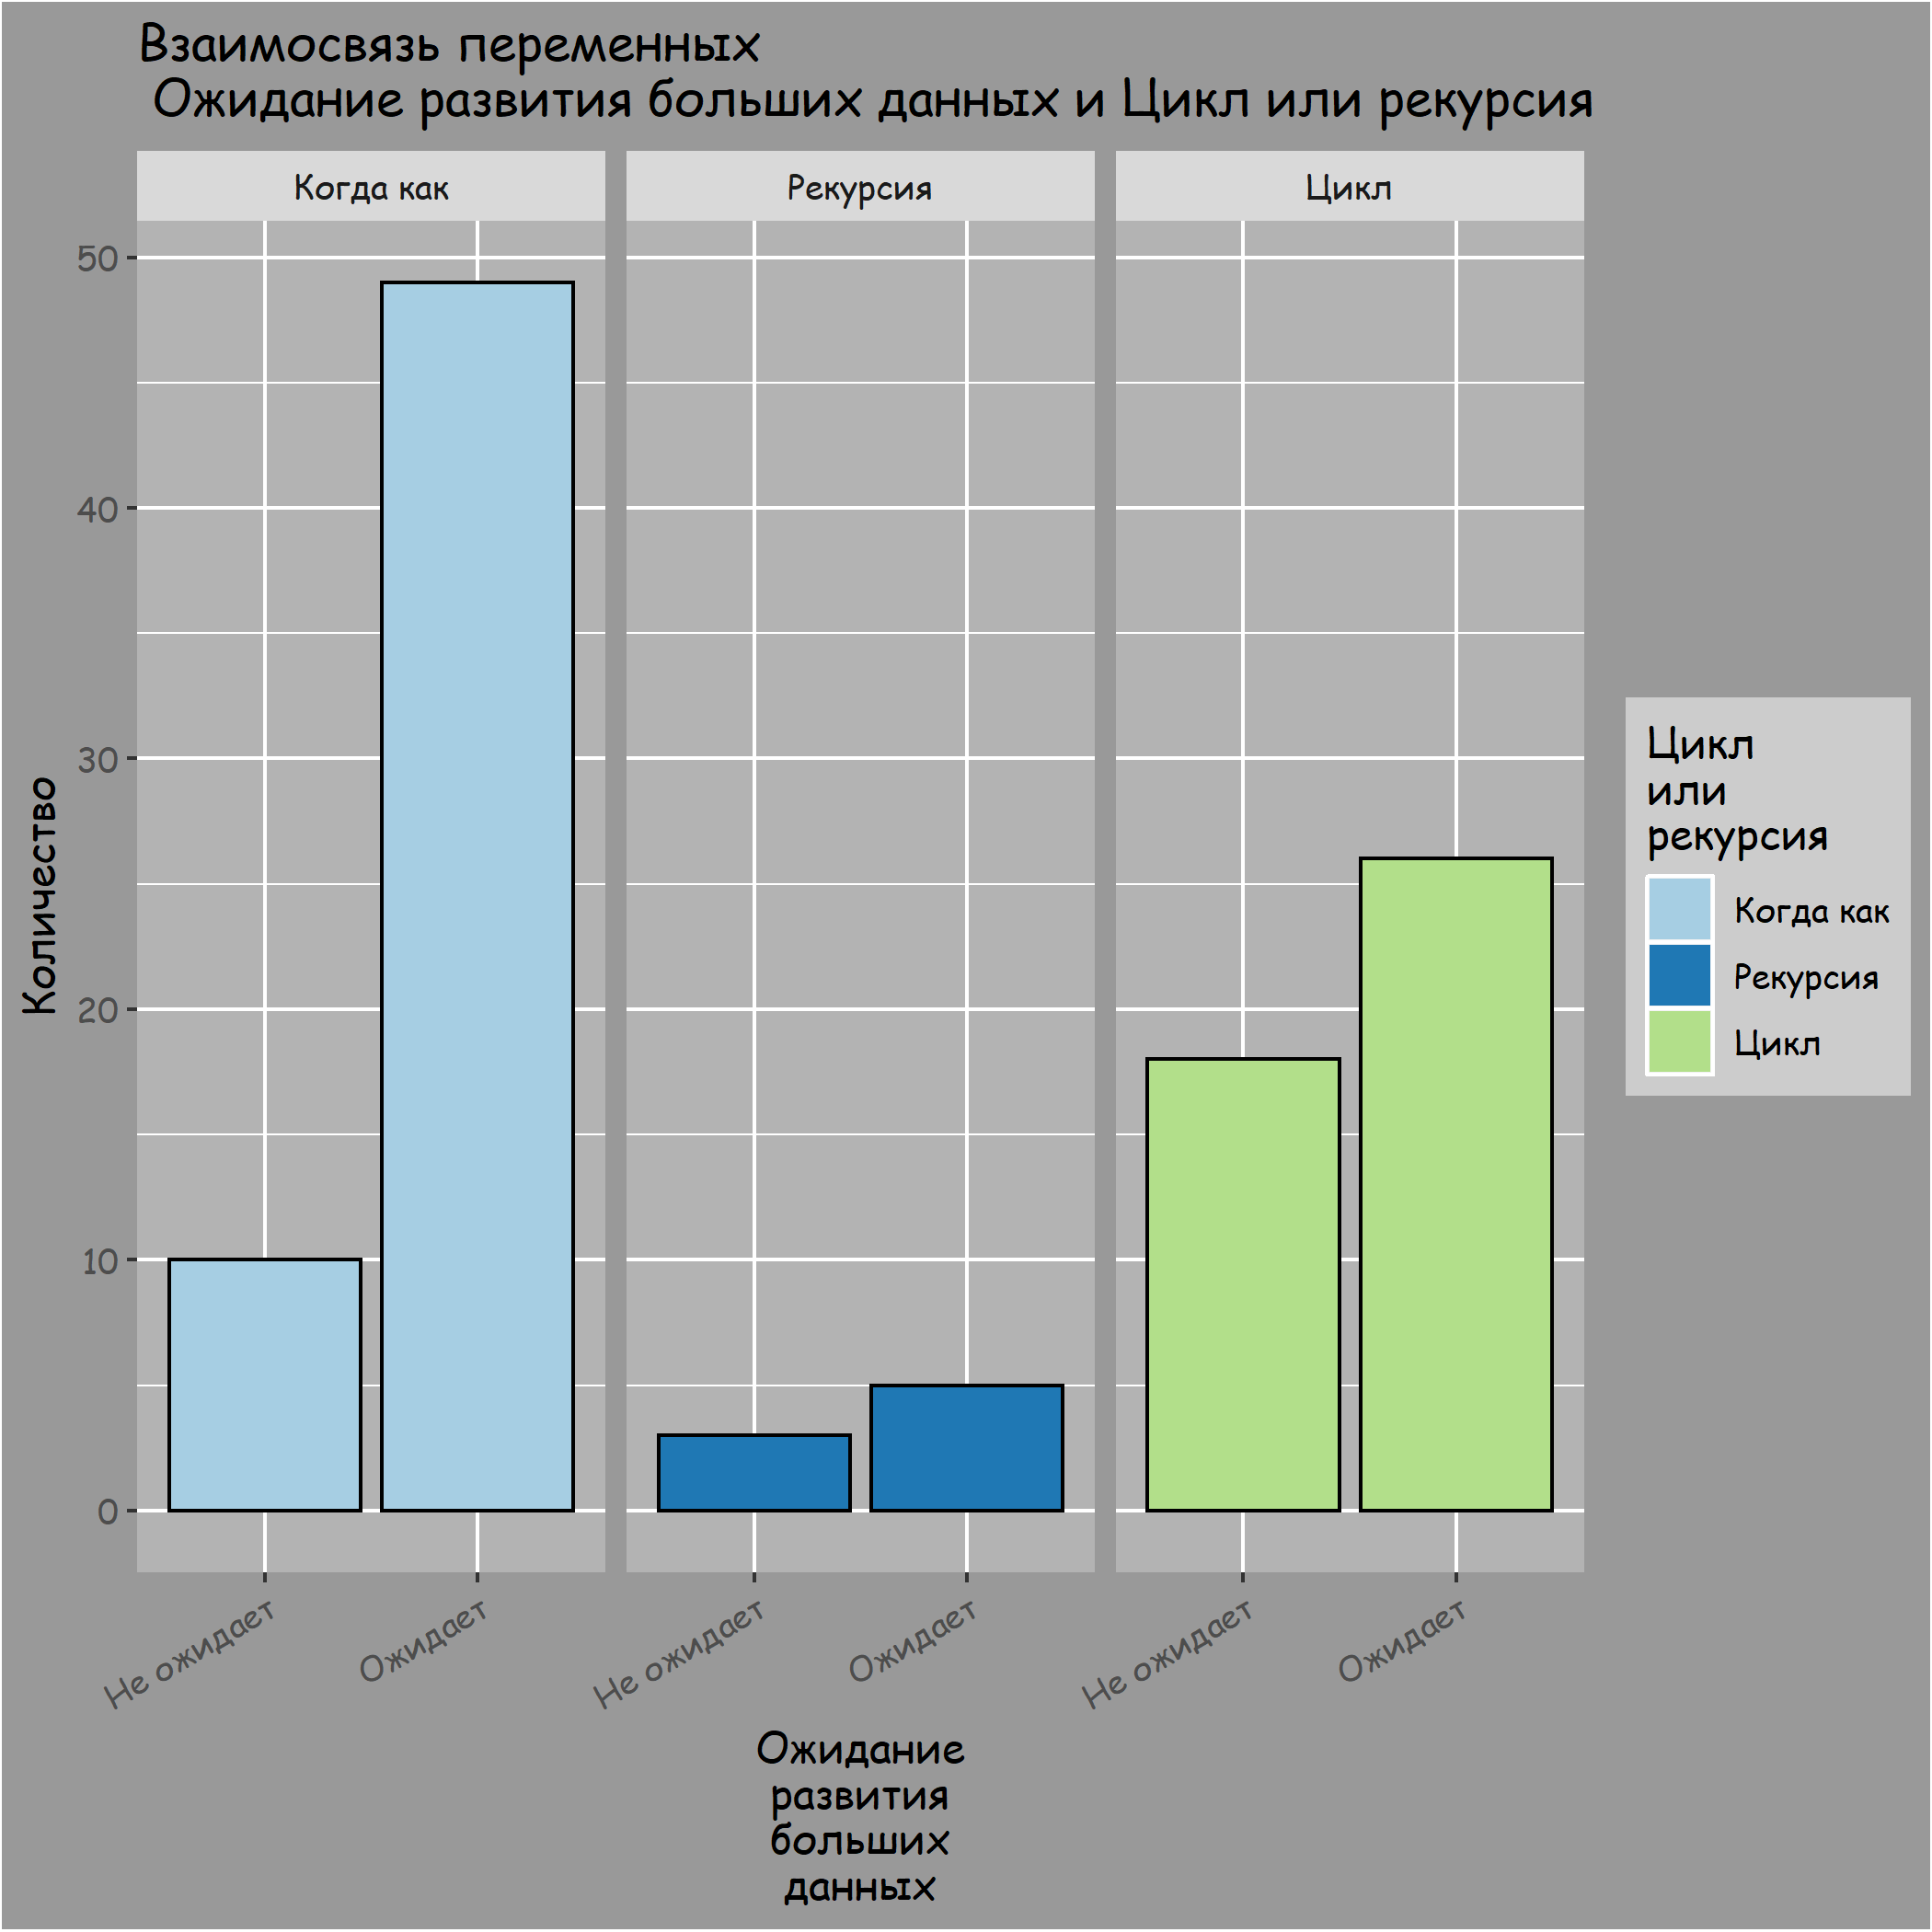 Взаимосвязь переменных
Ожидание развития больших данных и Цикл или рекурсия
Когда как
Рекурсия
Цикл
50
40
30
20
10
0
Количество
Не ожидает
Ожидает
Не ожидает
Ожидает
Не ожидает
Ожидает
Ожидание
развития
больших
данных
Цикл
или
рекурсия
Когда как
Рекурсия
Цикл